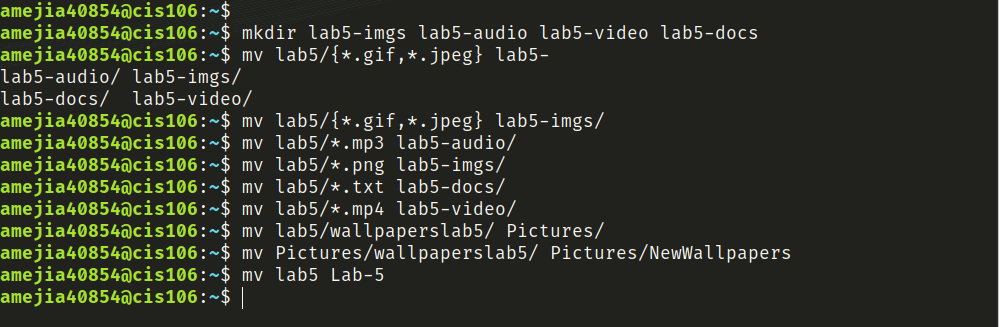 amejia40854@cis106:~$
amejia40854@cis106:~$ mkdir lab5-imgs lab5-audio lab5-video lab5-docs
amejia40854@cis106:~$ mv lab5/{*.gif,*.jpeg} lab5-
lab5-audio/ lab5-imgs/
lab5-docs/  lab5-video/
amejia40854@cis106:~$ mv lab5/{*.gif,*.jpeg} lab5-imgs/
amejia40854@cis106:~$ mv lab5/*.mp3 lab5-audio/
amejia40854@cis106:~$ mv lab5/*.png lab5-imgs/
amejia40854@cis106:~$ mv lab5/*.txt lab5-docs/
amejia40854@cis106:~$ mv lab5/*.mp4 lab5-video/
amejia40854@cis106:~$ mv lab5/wallpaperslab5/ Pictures/
amejia40854@cis106:~$ mv Pictures/wallpaperslab5/ Pictures/NewWallpapers
amejia40854@cis106:~$ mv lab5 Lab-5
amejia40854@cis106:~$